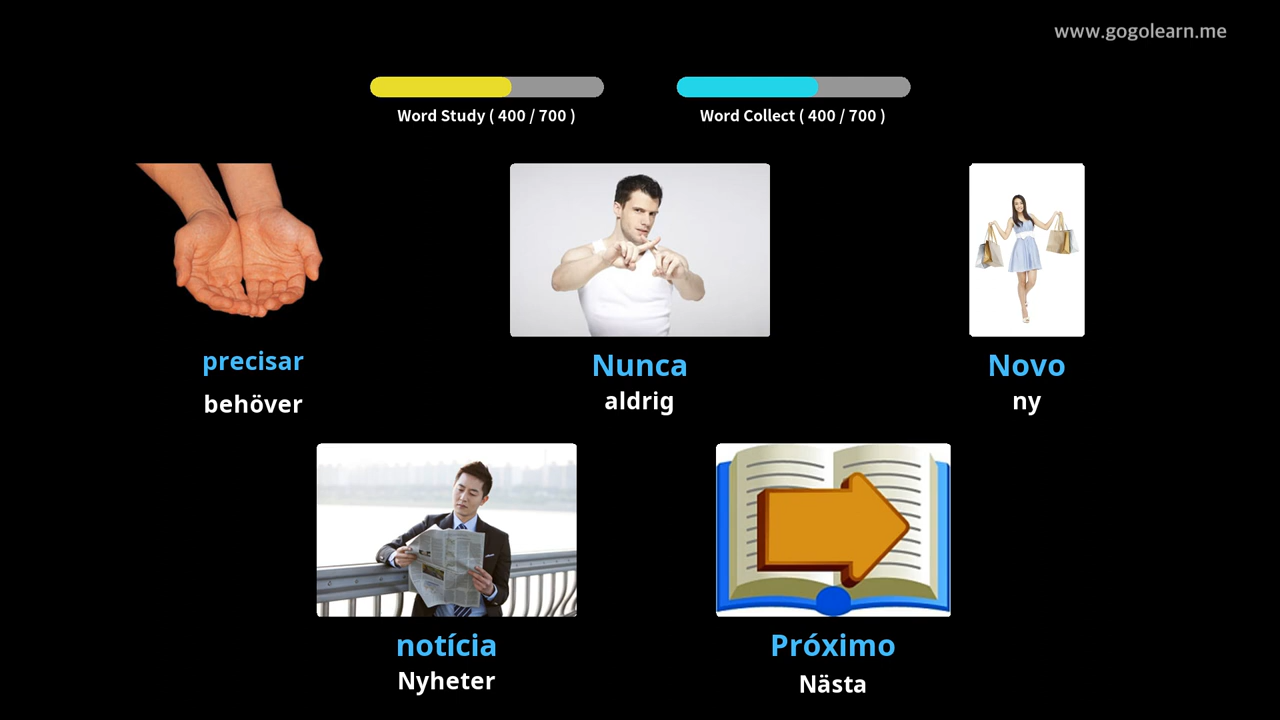 www.gogolearn.me
Word Study ( 400 / 700 )
Word Collect ( 400 / 700 )
precisar
behöver
Nunca
aldrig
Novo
ny
notícia
Nyheter
Próximo
Nästa